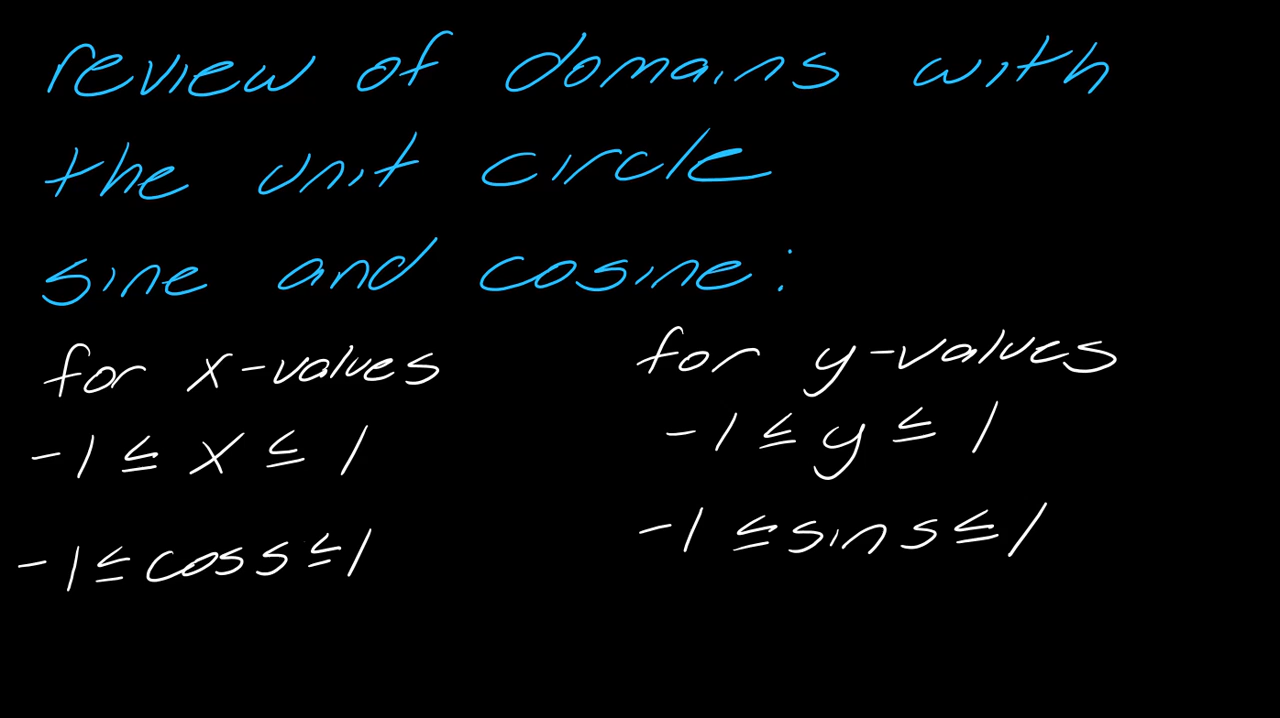 review of domains with
the unit circle
sine and cosine:
for x-values
-1 ≤ x ≤ 1
-1 ≤ cos s ≤ 1
for y-values
-1 ≤ y ≤ 1
-1 ≤ sin s ≤ 1